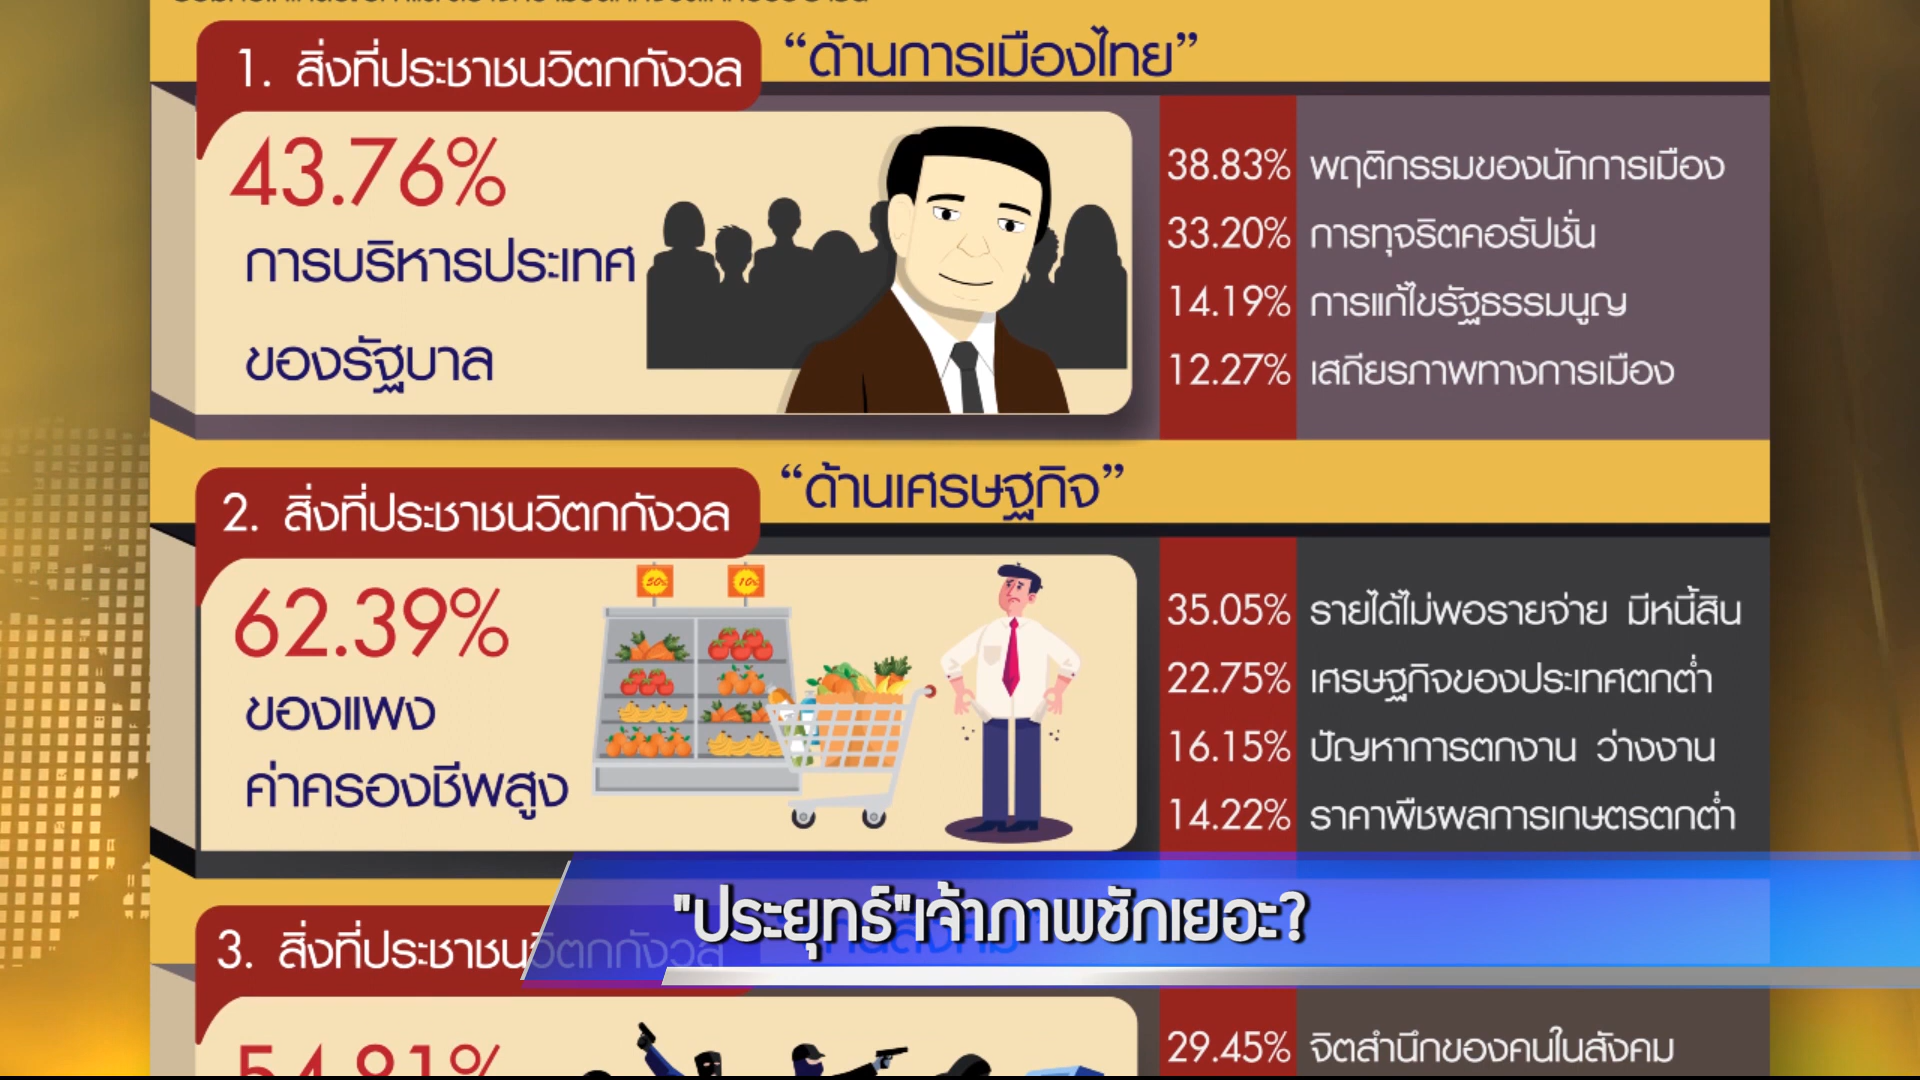 1. สิ่งที่ประชาชนวิตกกังวล
“ด้านการเมืองไทย”
43.76%
การบริหารประเทศ
ของรัฐบาล
38.83% พฤติกรรมของนักการเมือง
33.20% การทุจริตคอรัปชั่น
14.19% การแก้ไขรัฐธรรมนูญ
12.27% เสถียรภาพทางการเมือง
2. สิ่งที่ประชาชนวิตกกังวล
“ด้านเศรษฐกิจ”
62.39%
ของแพง
ค่าครองชีพสูง
50%
10%
35.05% รายได้ไม่พอรายจ่าย มีหนี้สิน
22.75% เศรษฐกิจของประเทศตกต่ำ
16.15% ปัญหาการตกงาน ว่างงาน
14.22% ราคาพืชผลการเกษตรตกต่ำ
"ประยุทธ์"เจ้าภาพชักเยอะ?
3. สิ่งที่ประชาชนวิตกกังวล
29.45% จิตสำนึกของคนในสังคม